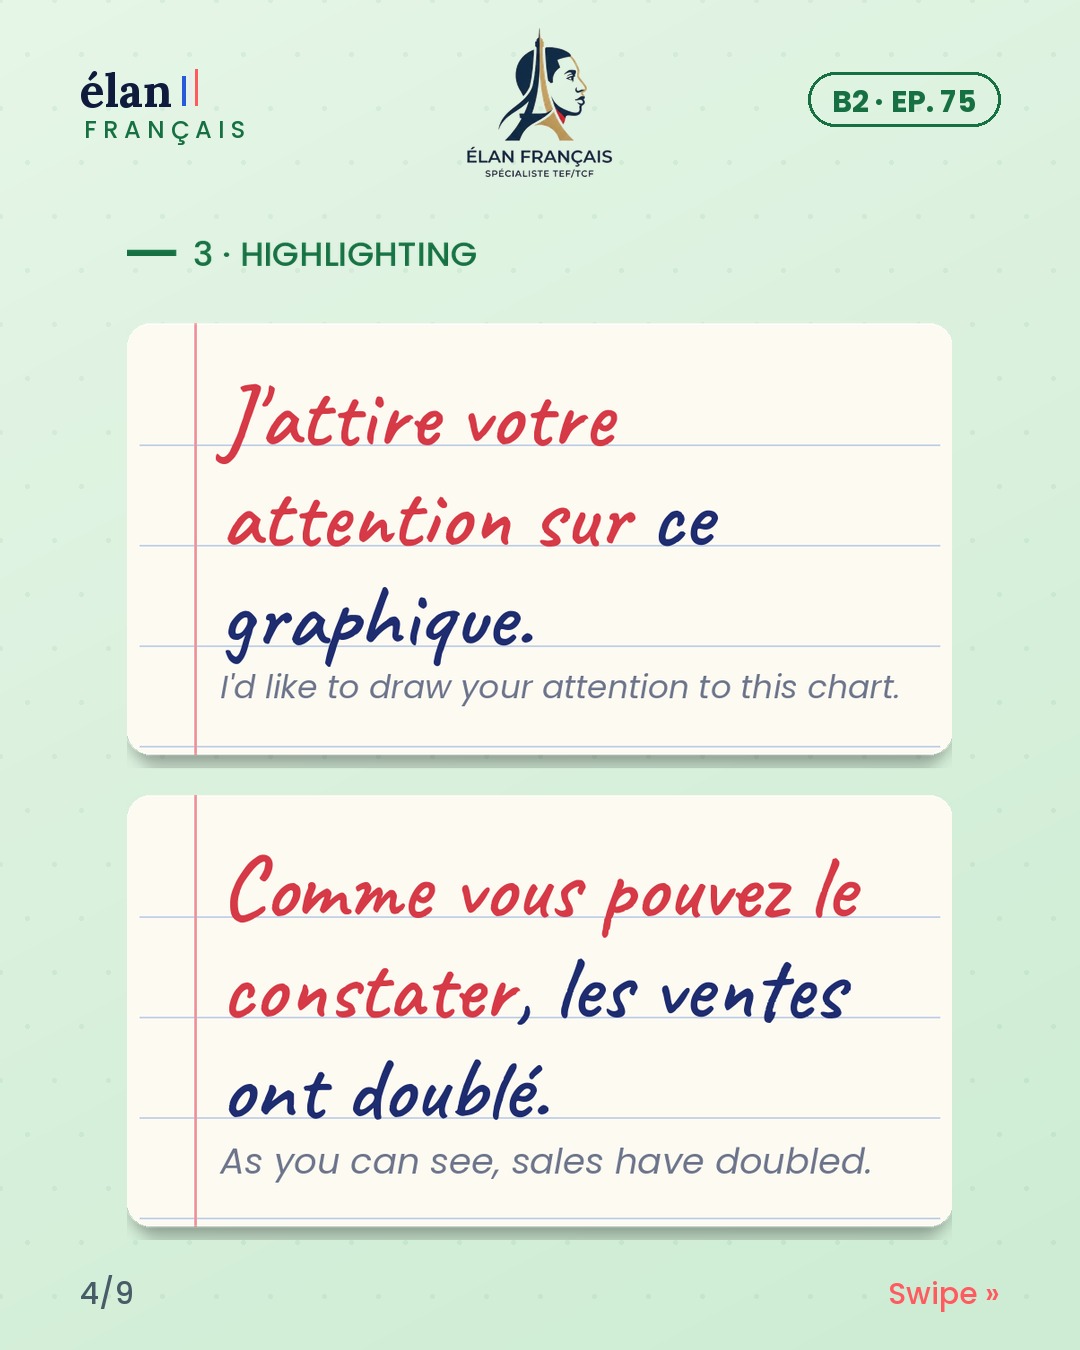 élan
FRANÇAIS
ÉLAN FRANÇAIS
SPÉCIALISTE TEF/TCF
B2 · EP. 75
3 · HIGHLIGHTING
J'attire votre
attention sur ce
graphique.
I'd like to draw your attention to this chart.
Comme vous pouvez le
constater, les ventes
ont doublé.
As you can see, sales have doubled.
4/9
Swipe »